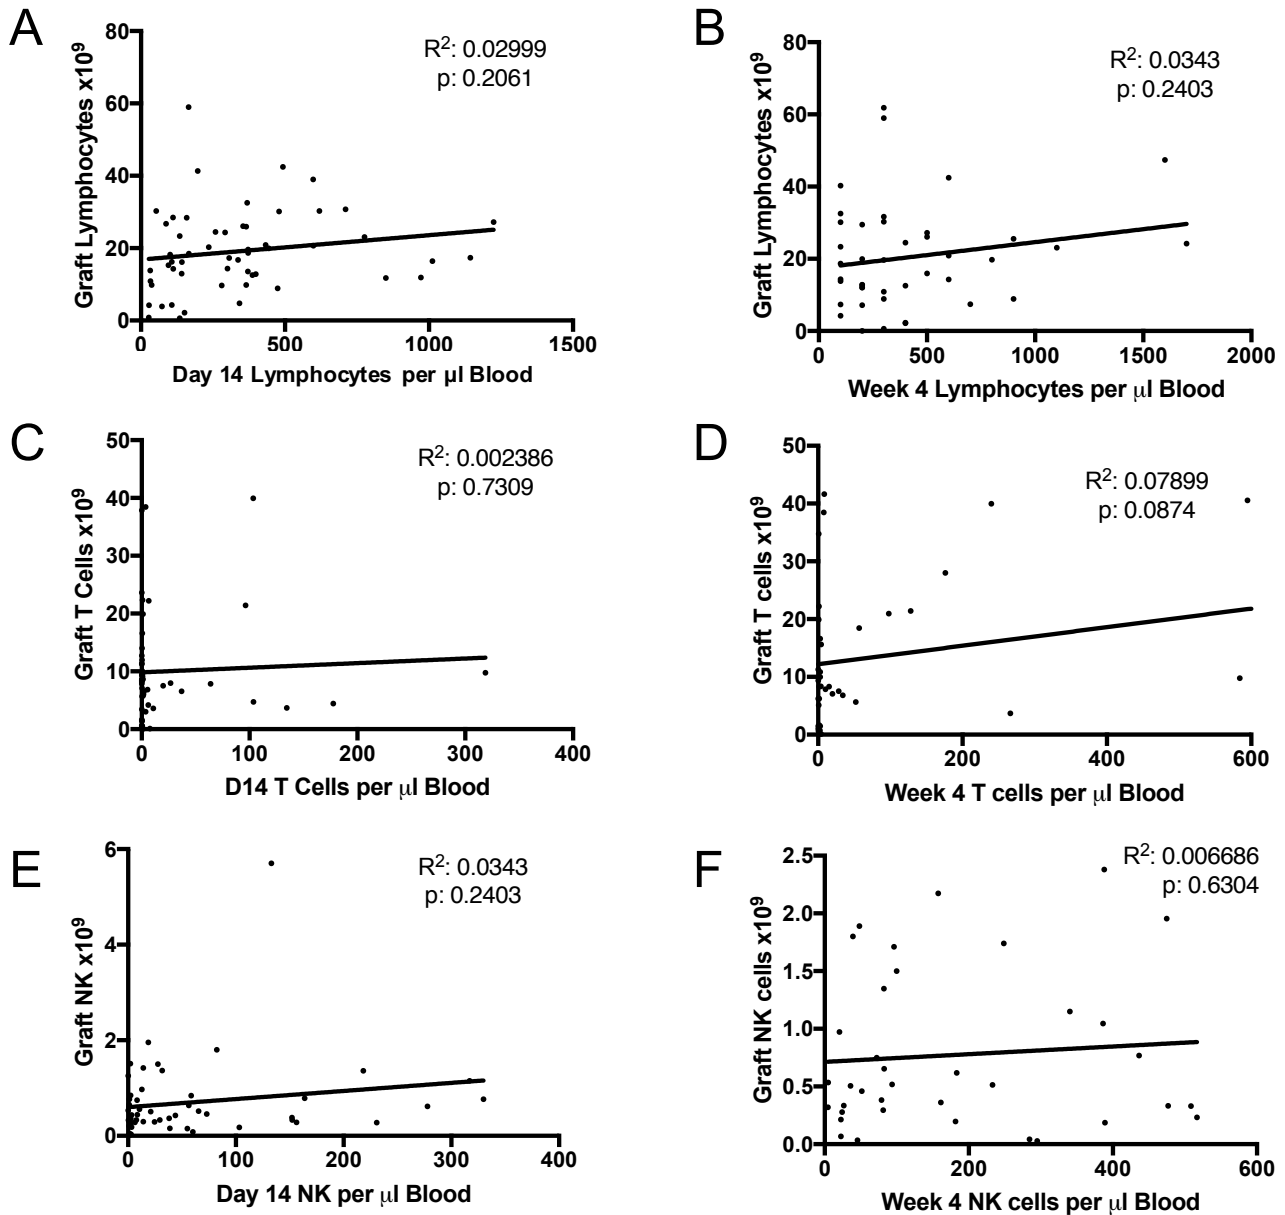 A
Graft Lymphocytes x10⁹
80
60
40
20
0
R²: 0.02999
p: 0.2061
0 500 1000 1500
Day 14 Lymphocytes per µl Blood
B
Graft Lymphocytes x10⁹
80
60
40
20
0
R²: 0.0343
p: 0.2403
0 500 1000 1500 2000
Week 4 Lymphocytes per µl Blood
C
Graft T Cells x10⁹
50
40
30
20
10
0
R²: 0.002386
p: 0.7309
0 100 200 300 400
D14 T Cells per µl Blood
D
Graft T cells x10⁹
50
40
30
20
10
0
R²: 0.07899
p: 0.0874
0 200 400 600
Week 4 T cells per µl Blood
E
Graft NK x10⁹
6
4
2
0
R²: 0.0343
p: 0.2403
0 100 200 300 400
Day 14 NK per µl Blood
F
Graft NK cells x10⁹
2.5
2.0
1.5
1.0
0.5
0.0
R²: 0.006686
p: 0.6304
0 200 400 600
Week 4 NK cells per µl Blood